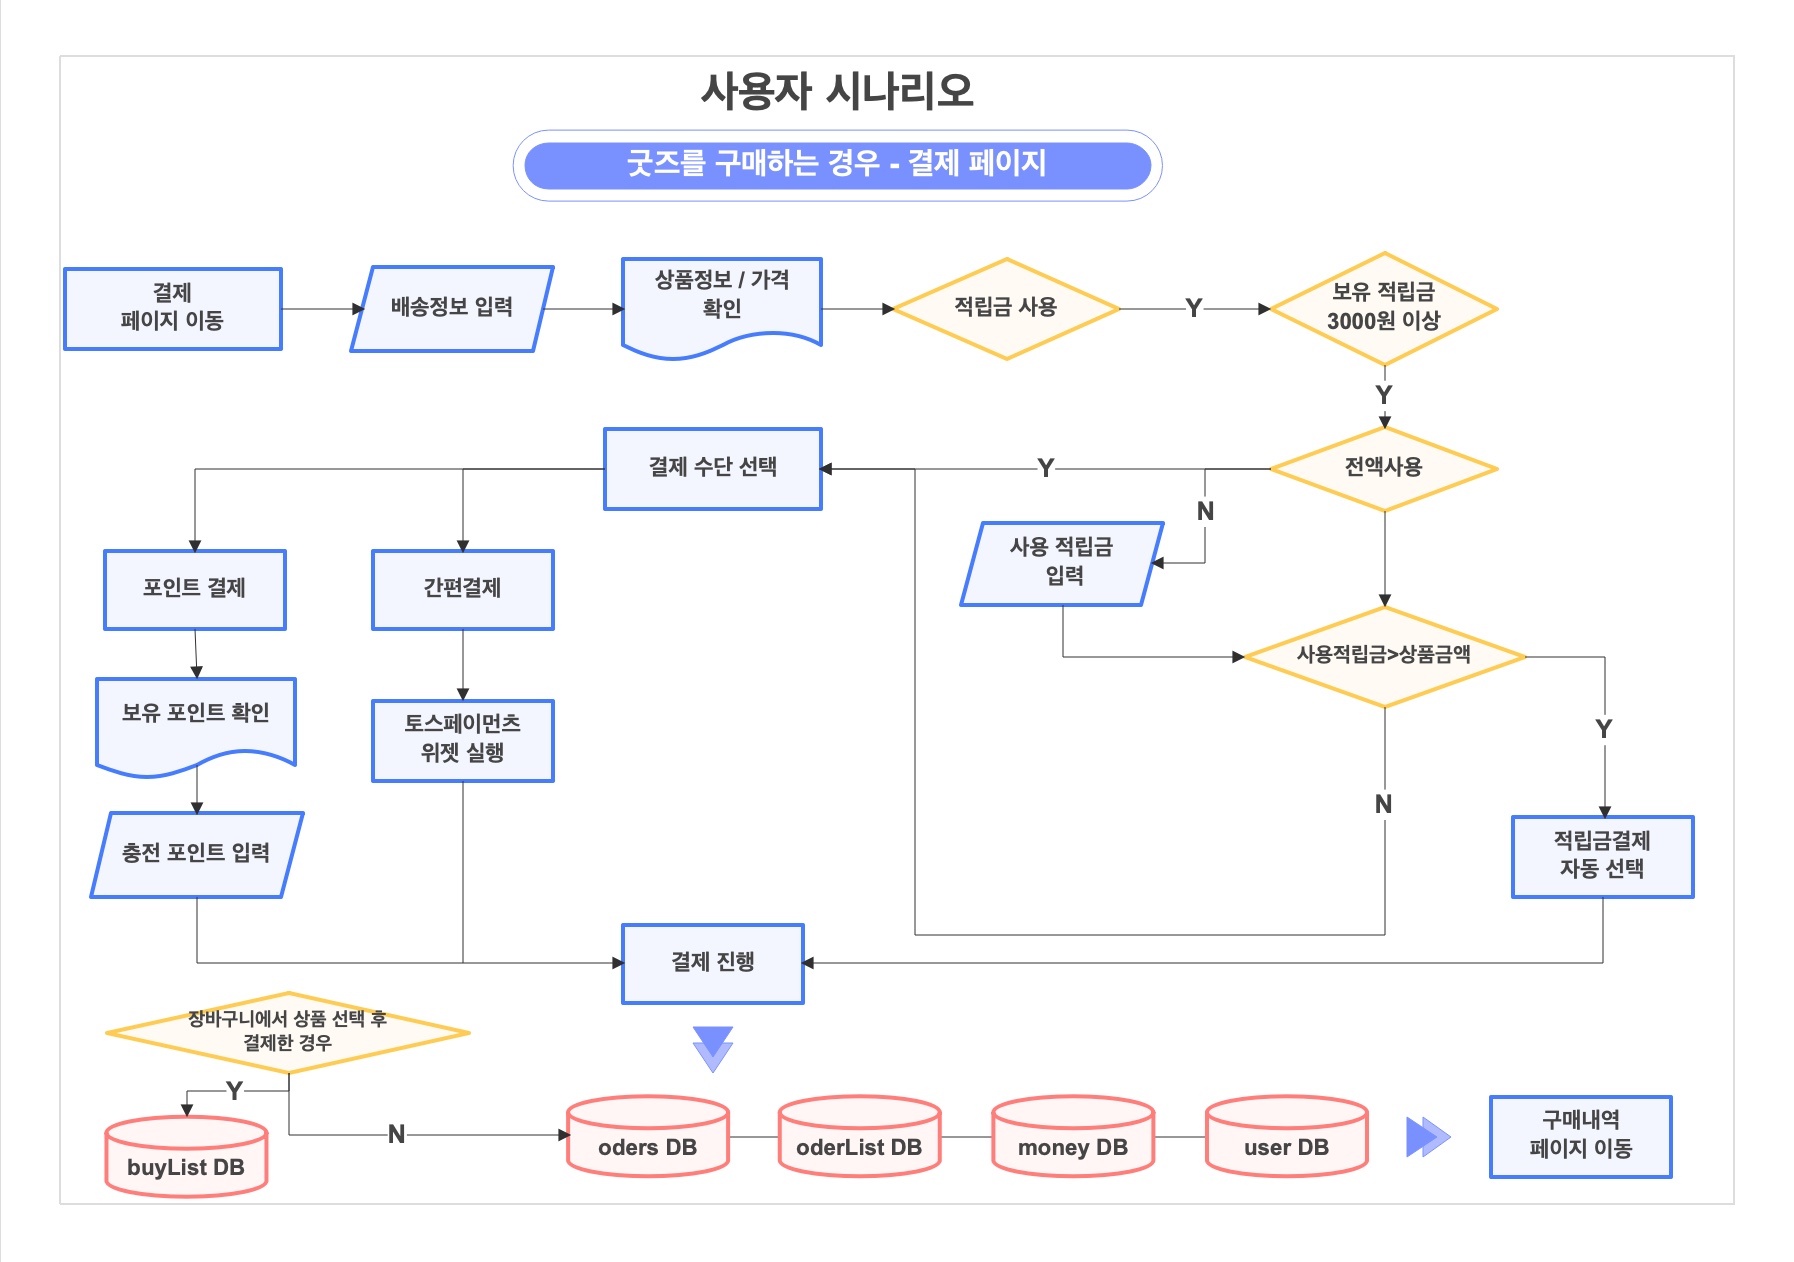 사용자 시나리오
굿즈를 구매하는 경우 - 결제 페이지
결제
페이지 이동
배송정보 입력
상품정보 / 가격
확인
적립금 사용
Y
보유 적립금
3000원 이상
Y
결제 수단 선택
Y
전액사용
N
사용 적립금
입력
포인트 결제
간편결제
사용적립금>상품금액
보유 포인트 확인
토스페이먼츠
위젯 실행
Y
N
충전 포인트 입력
적립금결제
자동 선택
결제 진행
장바구니에서 상품 선택 후
결제한 경우
Y
N
buyList DB
oders DB
oderList DB
money DB
user DB
구매내역
페이지 이동